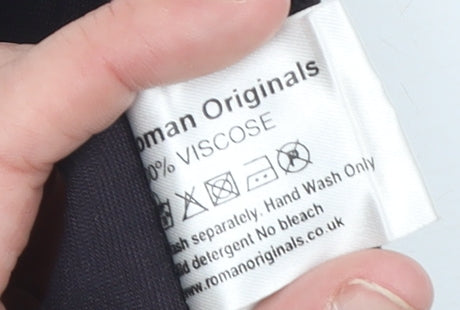 oman Originals
0% VISCOSE
ash separately. Hand Wash Only
ld detergent No bleach
www.romanoriginals.co.uk